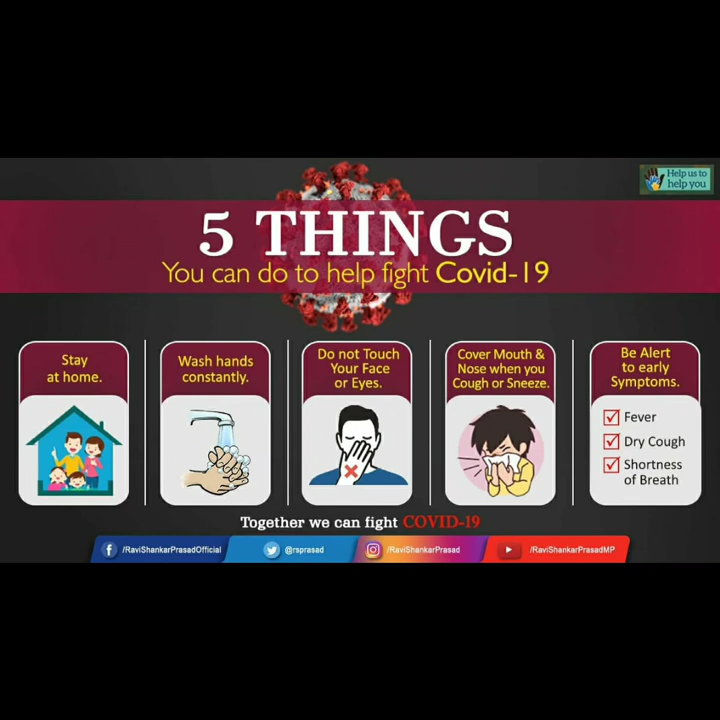 Help us to
help you
5 THINGS
You can do to help fight Covid-19
Stay
at home.
Wash hands
constantly.
Do not Touch
Your Face
or Eyes.
Cover Mouth &
Nose when you
Cough or Sneeze.
Be Alert
to early
Symptoms.
Fever
Dry Cough
Shortness
of Breath
Together we can fight COVID-19
/RaviShankarPrasadOfficial
@rsprasad
/RaviShankarPrasad
/RaviShankarPrasadMP